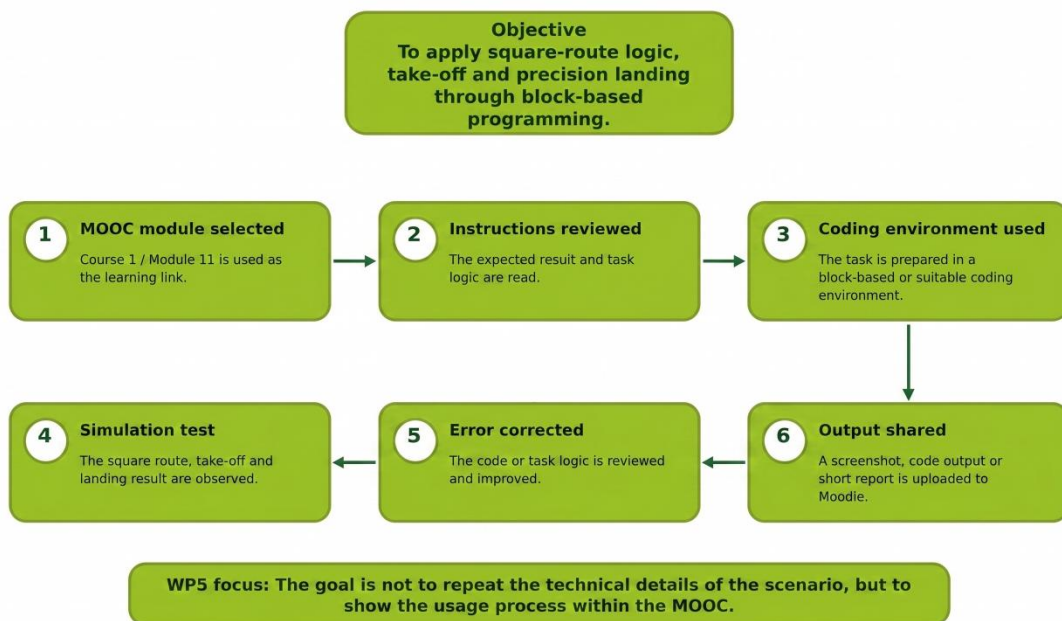 Objective
To apply square-route logic,
take-off and precision landing
through block-based
programming.
1
MOOC module selected
Course 1 / Module 11 is used as
the learning link.
2
Instructions reviewed
The expected result and task
logic are read.
3
Coding environment used
The task is prepared in a
block-based or suitable coding
environment.
4
Simulation test
The square route, take-off and
landing result are observed.
5
Error corrected
The code or task logic is reviewed
and improved.
6
Output shared
A screenshot, code output or
short report is uploaded to
Moodie.
WP5 focus: The goal is not to repeat the technical details of the scenario, but to
show the usage process within the MOOC.